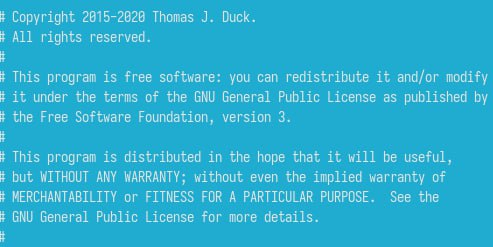 # Copyright 2015-2020 Thomas J. Duck.
# All rights reserved.
#
# This program is free software: you can redistribute it and/or modify
# it under the terms of the GNU General Public License as published by
# the Free Software Foundation, version 3.
#
# This program is distributed in the hope that it will be useful,
# but WITHOUT ANY WARRANTY; without even the implied warranty of
# MERCHANTABILITY or FITNESS FOR A PARTICULAR PURPOSE.  See the
# GNU General Public License for more details.
#